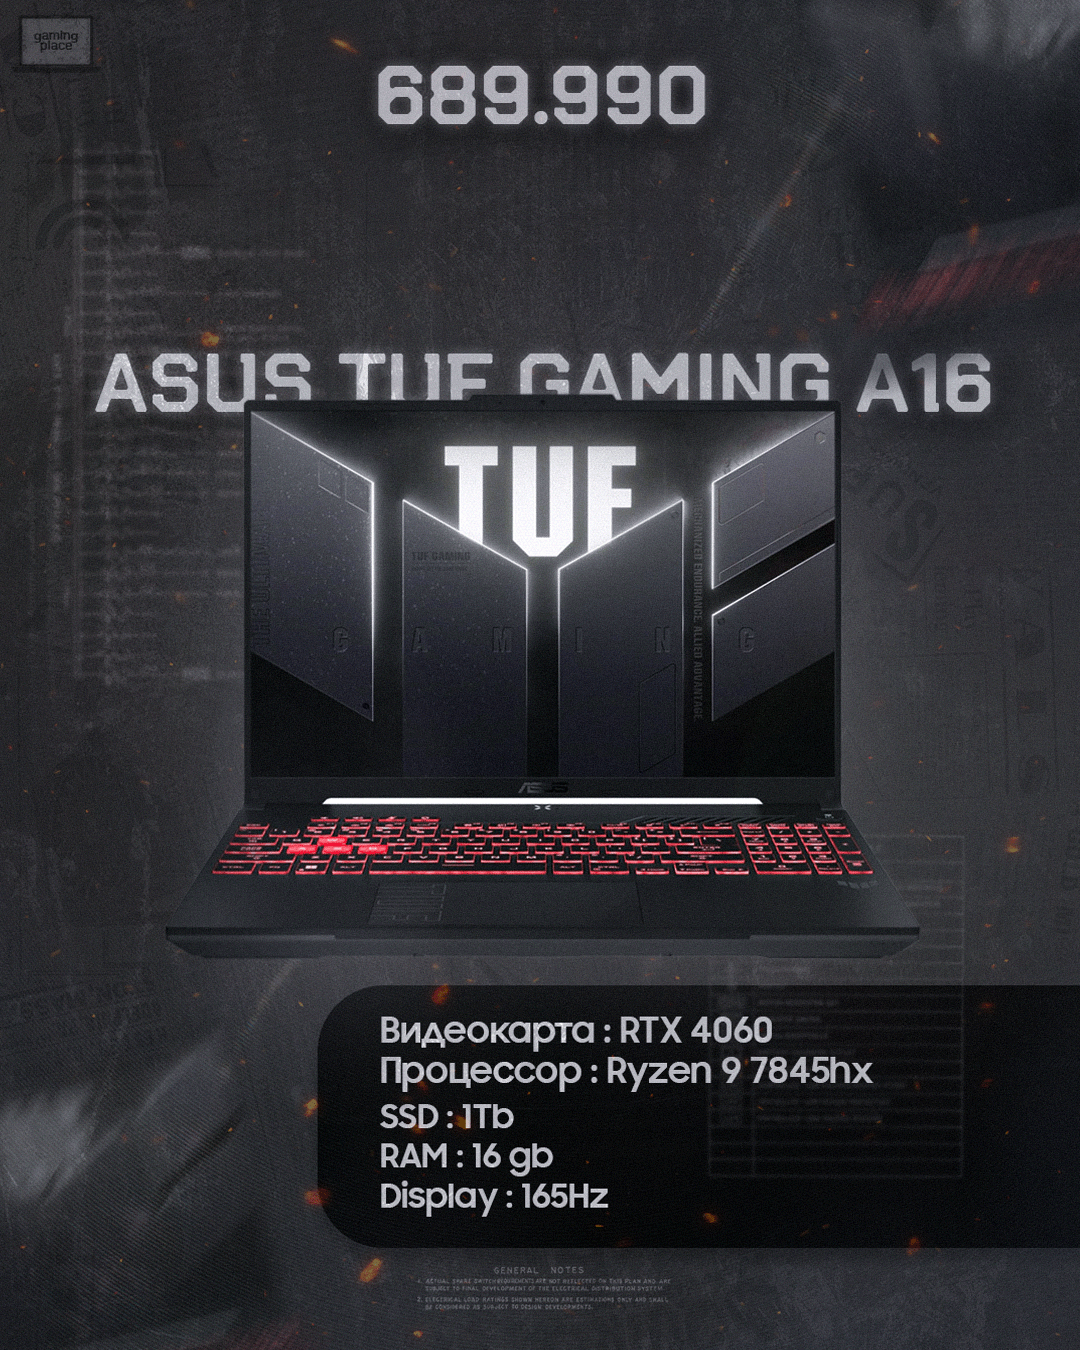 gaming
place
689.990
ASUS TUF GAMING A16
TUF
TUF GAMING
G A M I N G
ASUS
Видеокарта : RTX 4060
Процессор : Ryzen 9 7845hx
SSD : 1Tb
RAM : 16 gb
Display : 165Hz
GENERAL NOTES